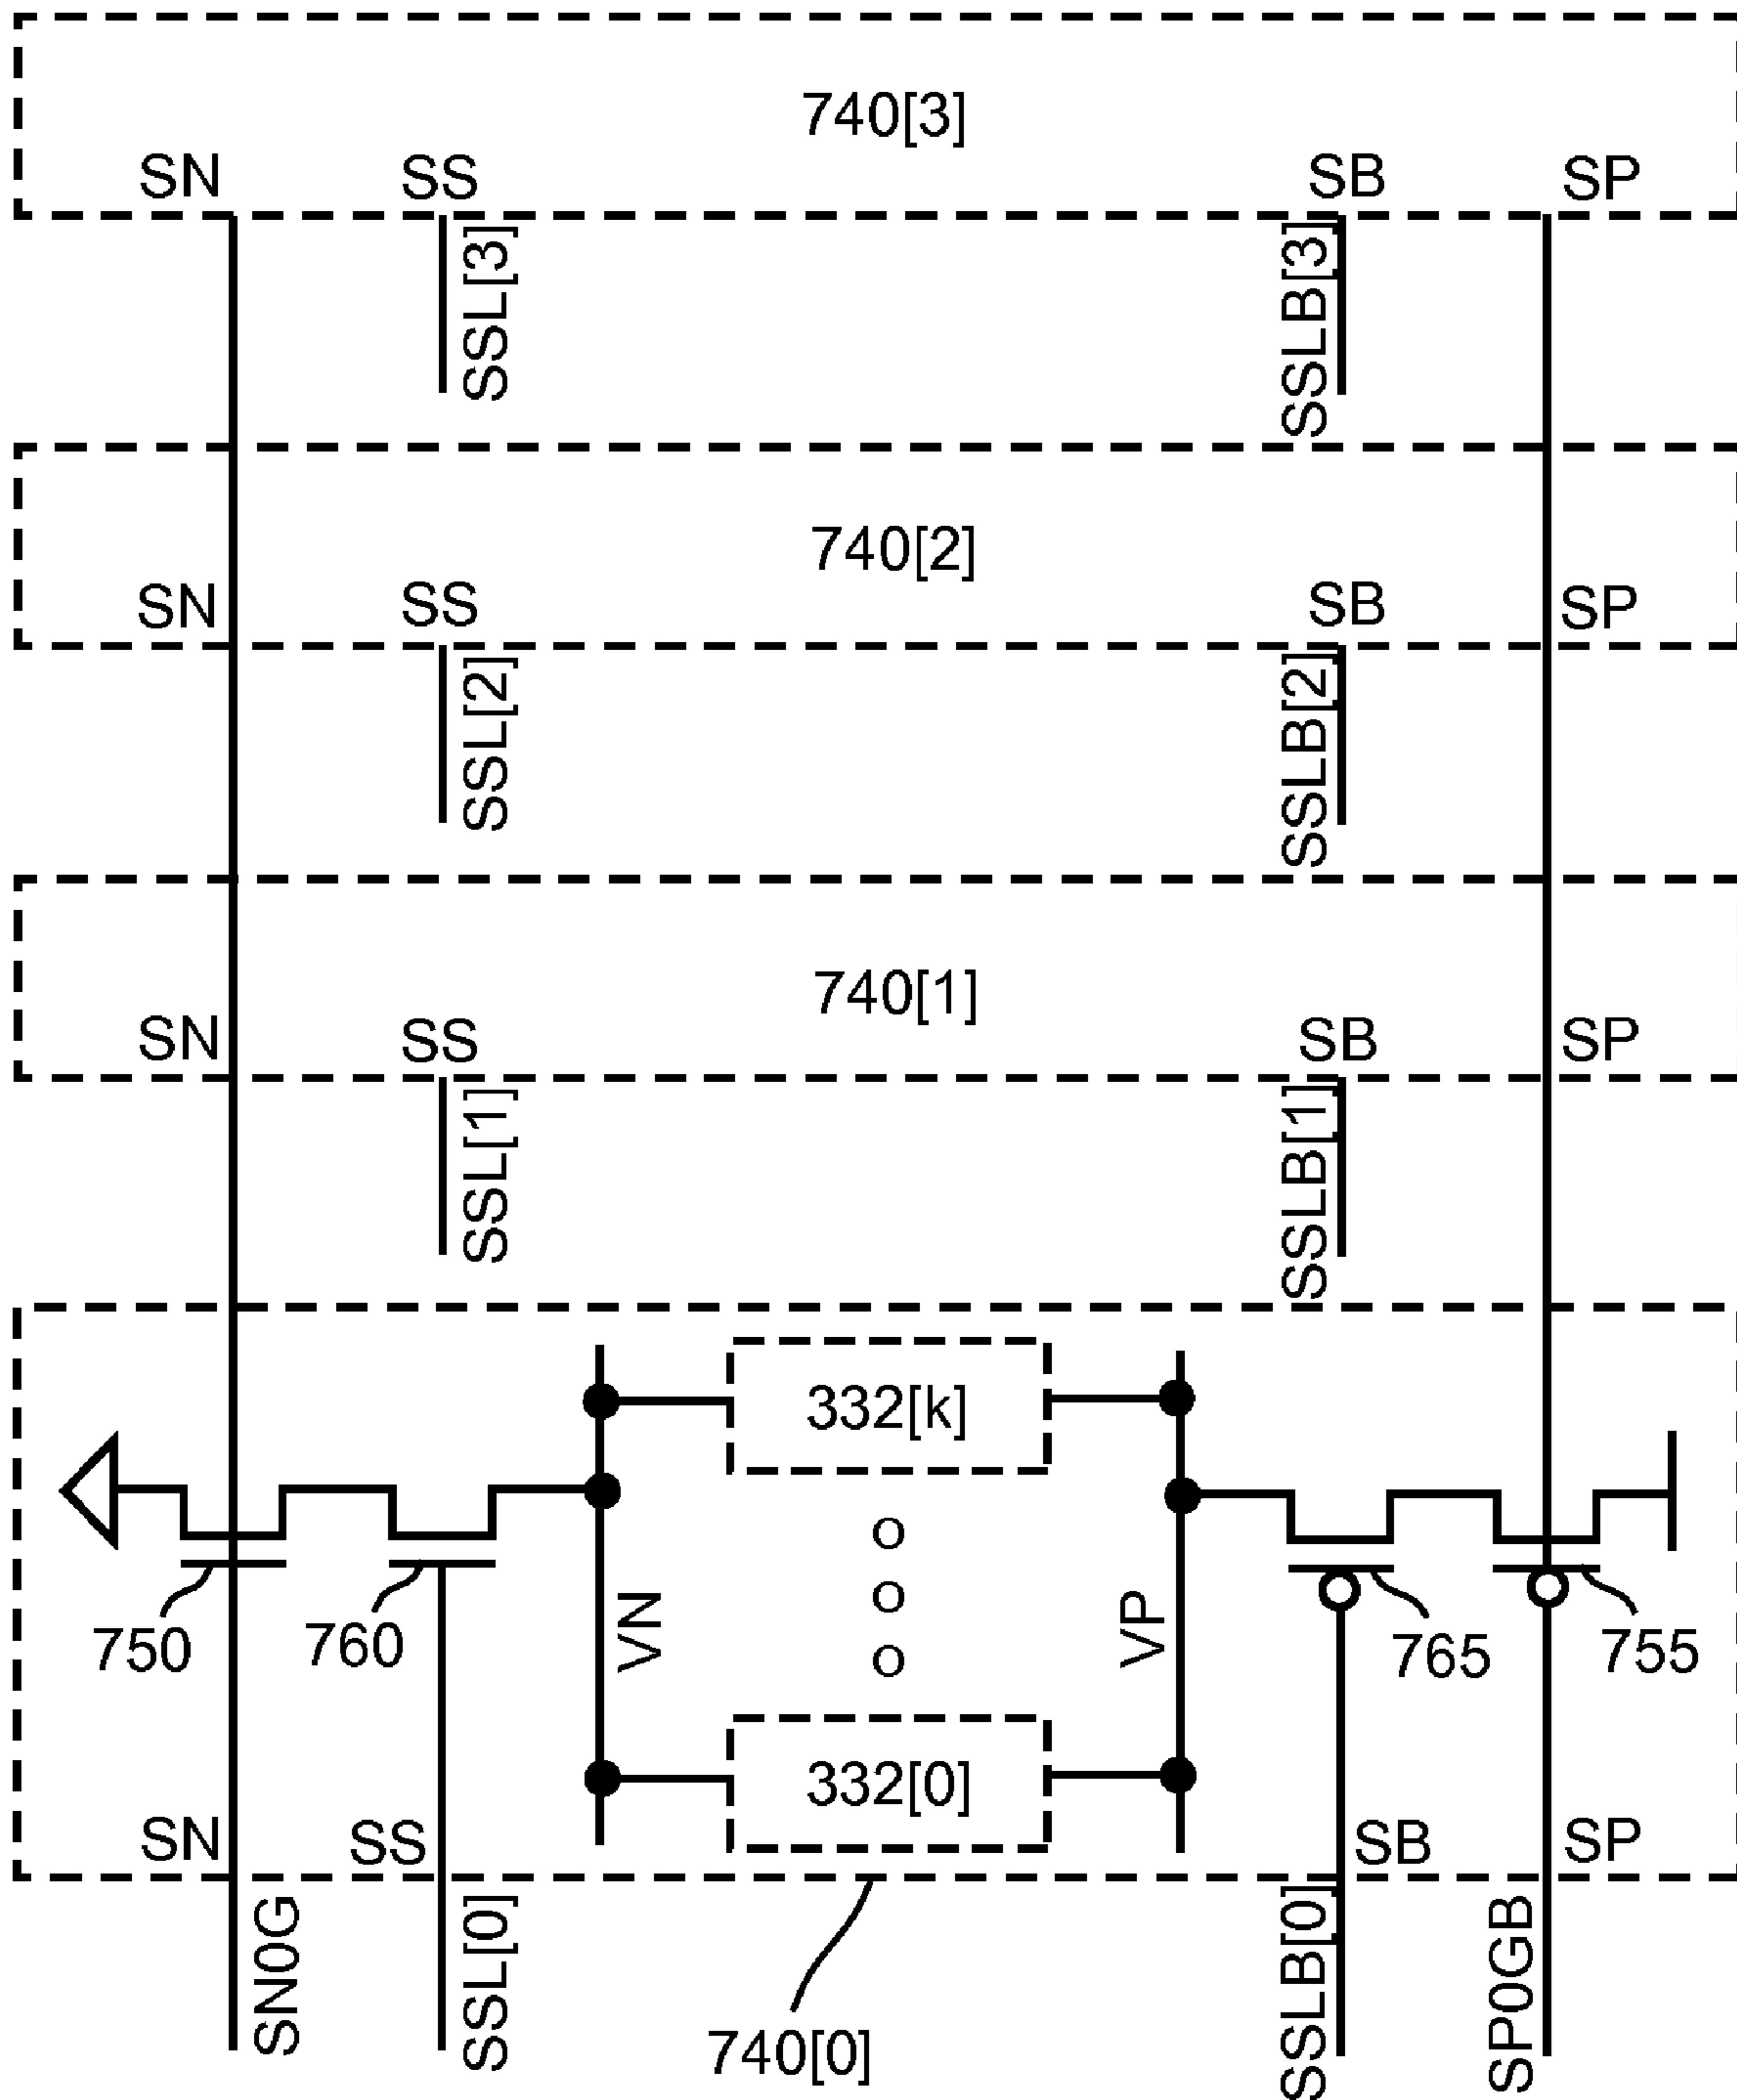 740[3]
SN SS SB SP
SSL[3] SSLB[3]
740[2]
SN SS SB SP
SSL[2] SSLB[2]
740[1]
SN SS SB SP
SSL[1] SSLB[1]
332[k]
750 760 VN VP 765 755
332[0]
SN SS SB SP
SN0G SSL[0] SSLB[0] SP0GB
740[0]